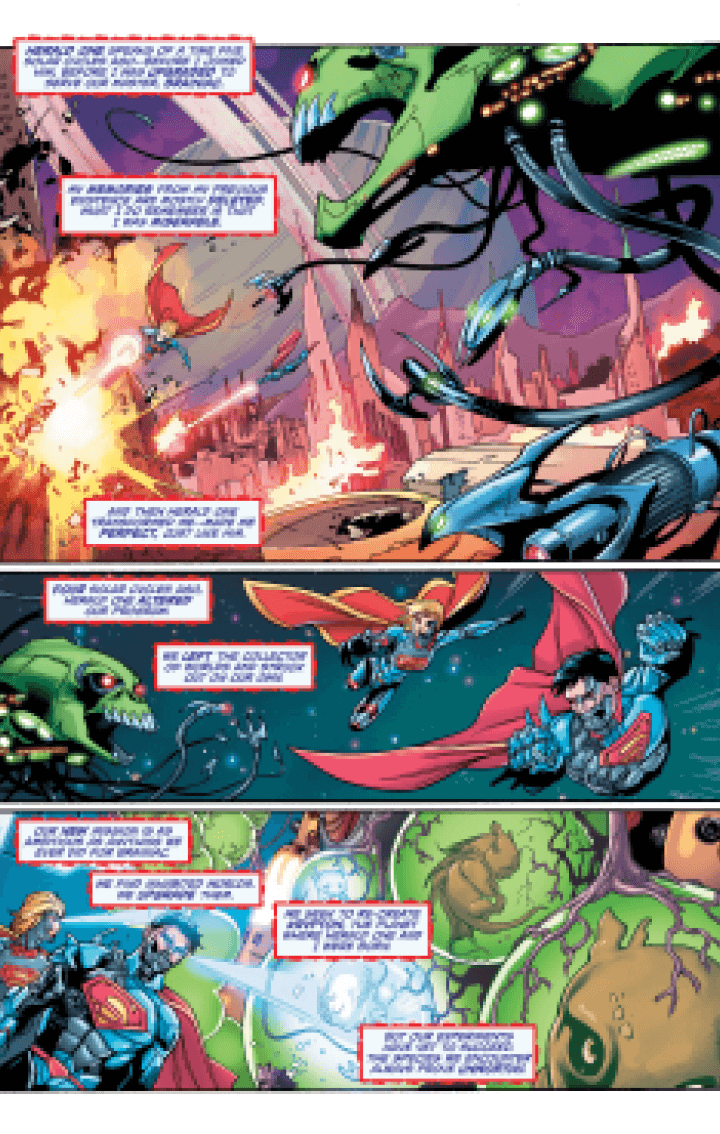 HERALD ONE SPEAKS OF A TIME FIVE
SOLAR CYCLES AGO, BEFORE I JOINED
HIM, BEFORE I WAS UPGRADED TO
SERVE OUR MASTER, BRAINIAC.
MY MEMORIES FROM MY PREVIOUS
EXISTENCE ARE MOSTLY DELETED.
WHAT I DO REMEMBER IS THAT
I WAS MISERABLE.
AND THEN HERALD ONE
TRANSFORMED ME--MADE ME
PERFECT, JUST LIKE HIM.
FOUR SOLAR CYCLES AGO,
HERALD ONE ALTERED
OUR PROGRAM.
WE LEFT THE COLLECTOR
OF WORLDS AND STRUCK
OUT ON OUR OWN.
OUR NEW MISSION IS AS
AMBITIOUS AS ANYTHING WE
EVER DID FOR BRAINIAC.
WE FIND INHABITED WORLDS.
WE UPGRADE THEM.
WE SEEK TO RE-CREATE
KRYPTON, THE PLANET
WHERE HERALD ONE AND
I WERE BORN.
BUT OUR EXPERIMENTS
HAVE YET TO SUCCEED.
THE SPECIES WE ENCOUNTER
ALWAYS PROVE UNWORTHY.